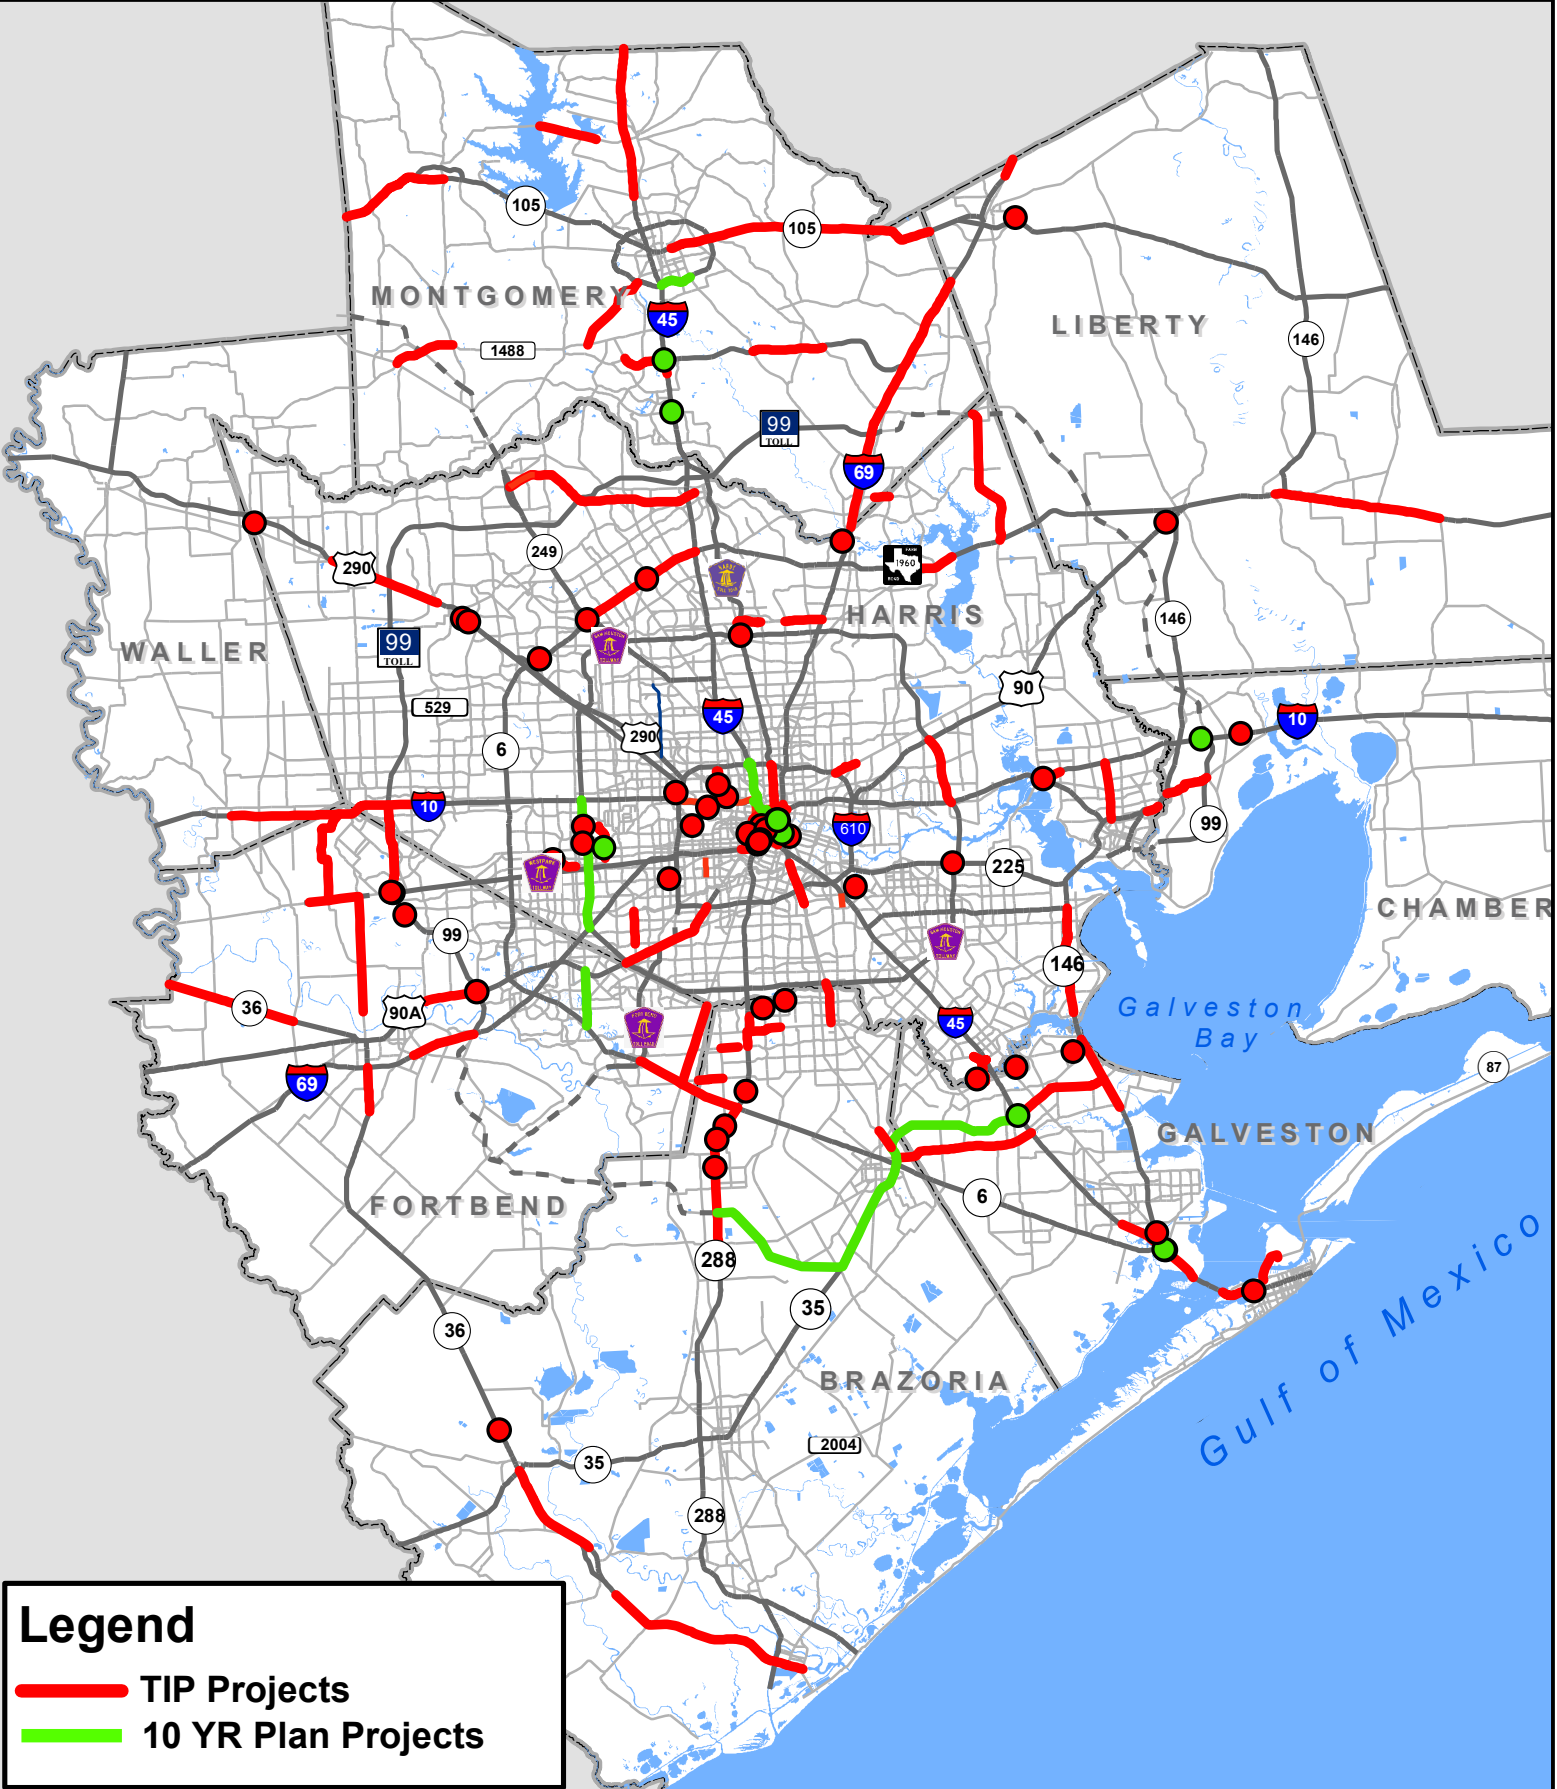 105
105
MONTGOMERY
45
LIBERTY
146
1488
99
TOLL
69
249
290
1960
HARRIS
146
WALLER
99
TOLL
90
529
45
10
6
290
10
610
99
225
CHAMBER
99
146
36
90A
Galveston
Bay
45
87
69
GALVESTON
FORTBEND
6
288
Gulf of Mexico
35
36
BRAZORIA
2004
35
288
Legend
TIP Projects
10 YR Plan Projects